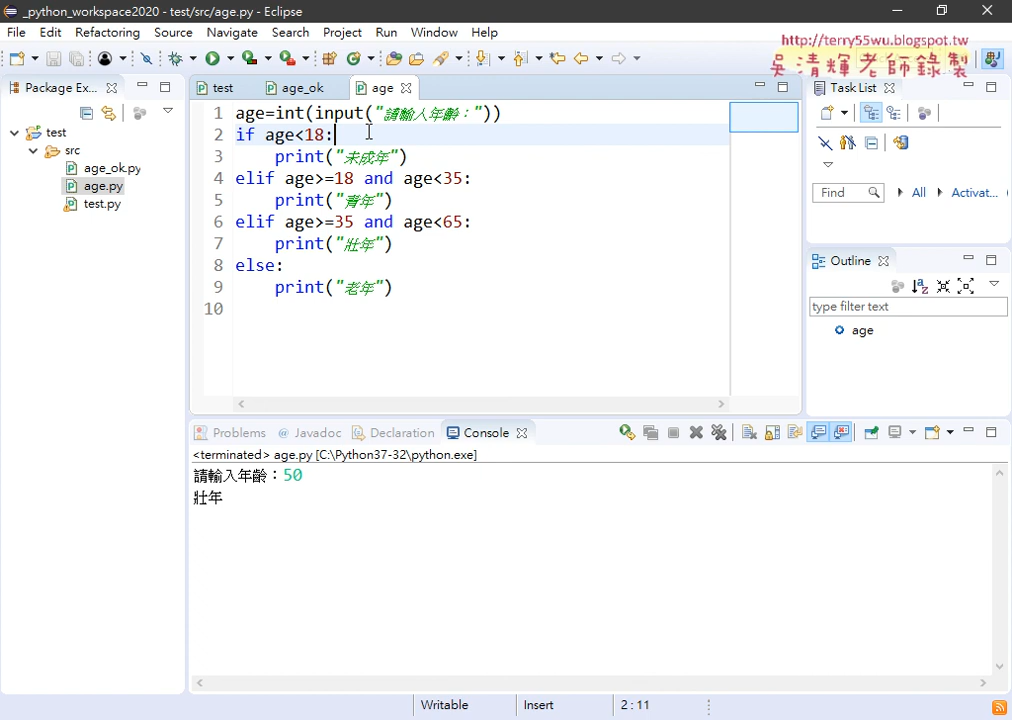 _python_workspace2020 - test/src/age.py - Eclipse
File Edit Refactoring Source Navigate Search Project Run Window Help
http://terry55wu.blogspot.tw
吳清輝老師錄製
Package Ex...
test
src
age_ok.py
age.py
test.py
test age_ok age
1 age=int(input("請輸入年齡："))
2 if age<18:
3 print("未成年")
4 elif age>=18 and age<35:
5 print("青年")
6 elif age>=35 and age<65:
7 print("壯年")
8 else:
9 print("老年")
10
Task List
Find All Activat...
Outline
type filter text
age
Problems @ Javadoc Declaration Console
<terminated> age.py [C:\Python37-32\python.exe]
請輸入年齡：50
壯年
Writable Insert 2 : 11